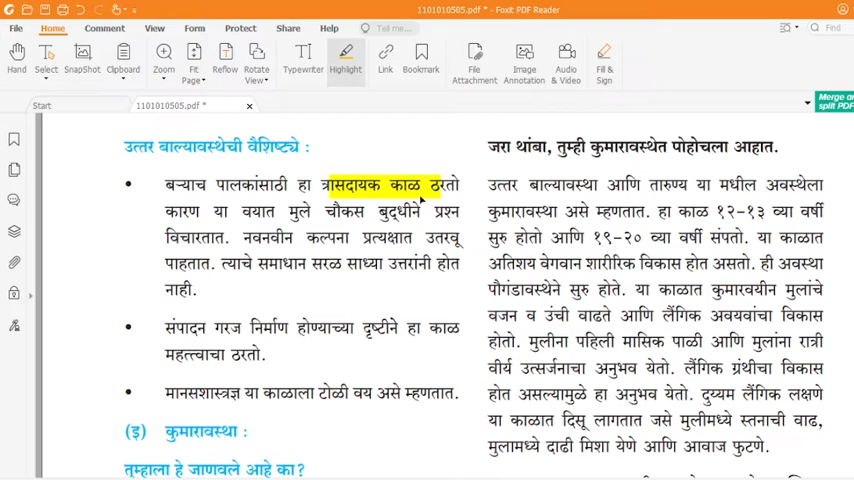 1101010505.pdf * - Foxit PDF Reader
File Home Comment View Form Protect Share Help Tell me... Find
Hand Select SnapShot Clipboard Zoom Fit Page Reflow Rotate View Typewriter Highlight Link Bookmark File Attachment Image Annotation Audio & Video Fill & Sign
Start 1101010505.pdf * Merge an
split PDF
उत्तर बाल्यावस्थेची वैशिष्ट्ये :
• बऱ्याच पालकांसाठी हा त्रासदायक काळ ठरतो
कारण या वयात मुले चौकस बुद्धीने प्रश्न
विचारतात. नवनवीन कल्पना प्रत्यक्षात उतरवू
पाहतात. त्याचे समाधान सरळ साध्या उत्तरांनी होत
नाही.
• संपादन गरज निर्माण होण्याच्या दृष्टीने हा काळ
महत्त्वाचा ठरतो.
• मानसशास्त्रज्ञ या काळाला टोळी वय असे म्हणतात.
(इ) कुमारावस्था :
तुम्हाला हे जाणवले आहे का?
जरा थांबा, तुम्ही कुमारावस्थेत पोहोचला आहात.
उत्तर बाल्यावस्था आणि तारुण्य या मधील अवस्थेला
कुमारावस्था असे म्हणतात. हा काळ १२-१३ व्या वर्षी
सुरु होतो आणि १९-२० व्या वर्षी संपतो. या काळात
अतिशय वेगवान शारीरिक विकास होत असतो. ही अवस्था
पौगंडावस्थेने सुरु होते. या काळात कुमारवयीन मुलांचे
वजन व उंची वाढते आणि लैंगिक अवयवांचा विकास
होतो. मुलीना पहिली मासिक पाळी आणि मुलांना रात्री
वीर्य उत्सर्जनाचा अनुभव येतो. लैंगिक ग्रंथीचा विकास
होत असल्यामुळे हा अनुभव येतो. दुय्यम लैंगिक लक्षणे
या काळात दिसू लागतात जसे मुलीमध्ये स्तनाची वाढ,
मुलामध्ये दाढी मिशा येणे आणि आवाज फुटणे.